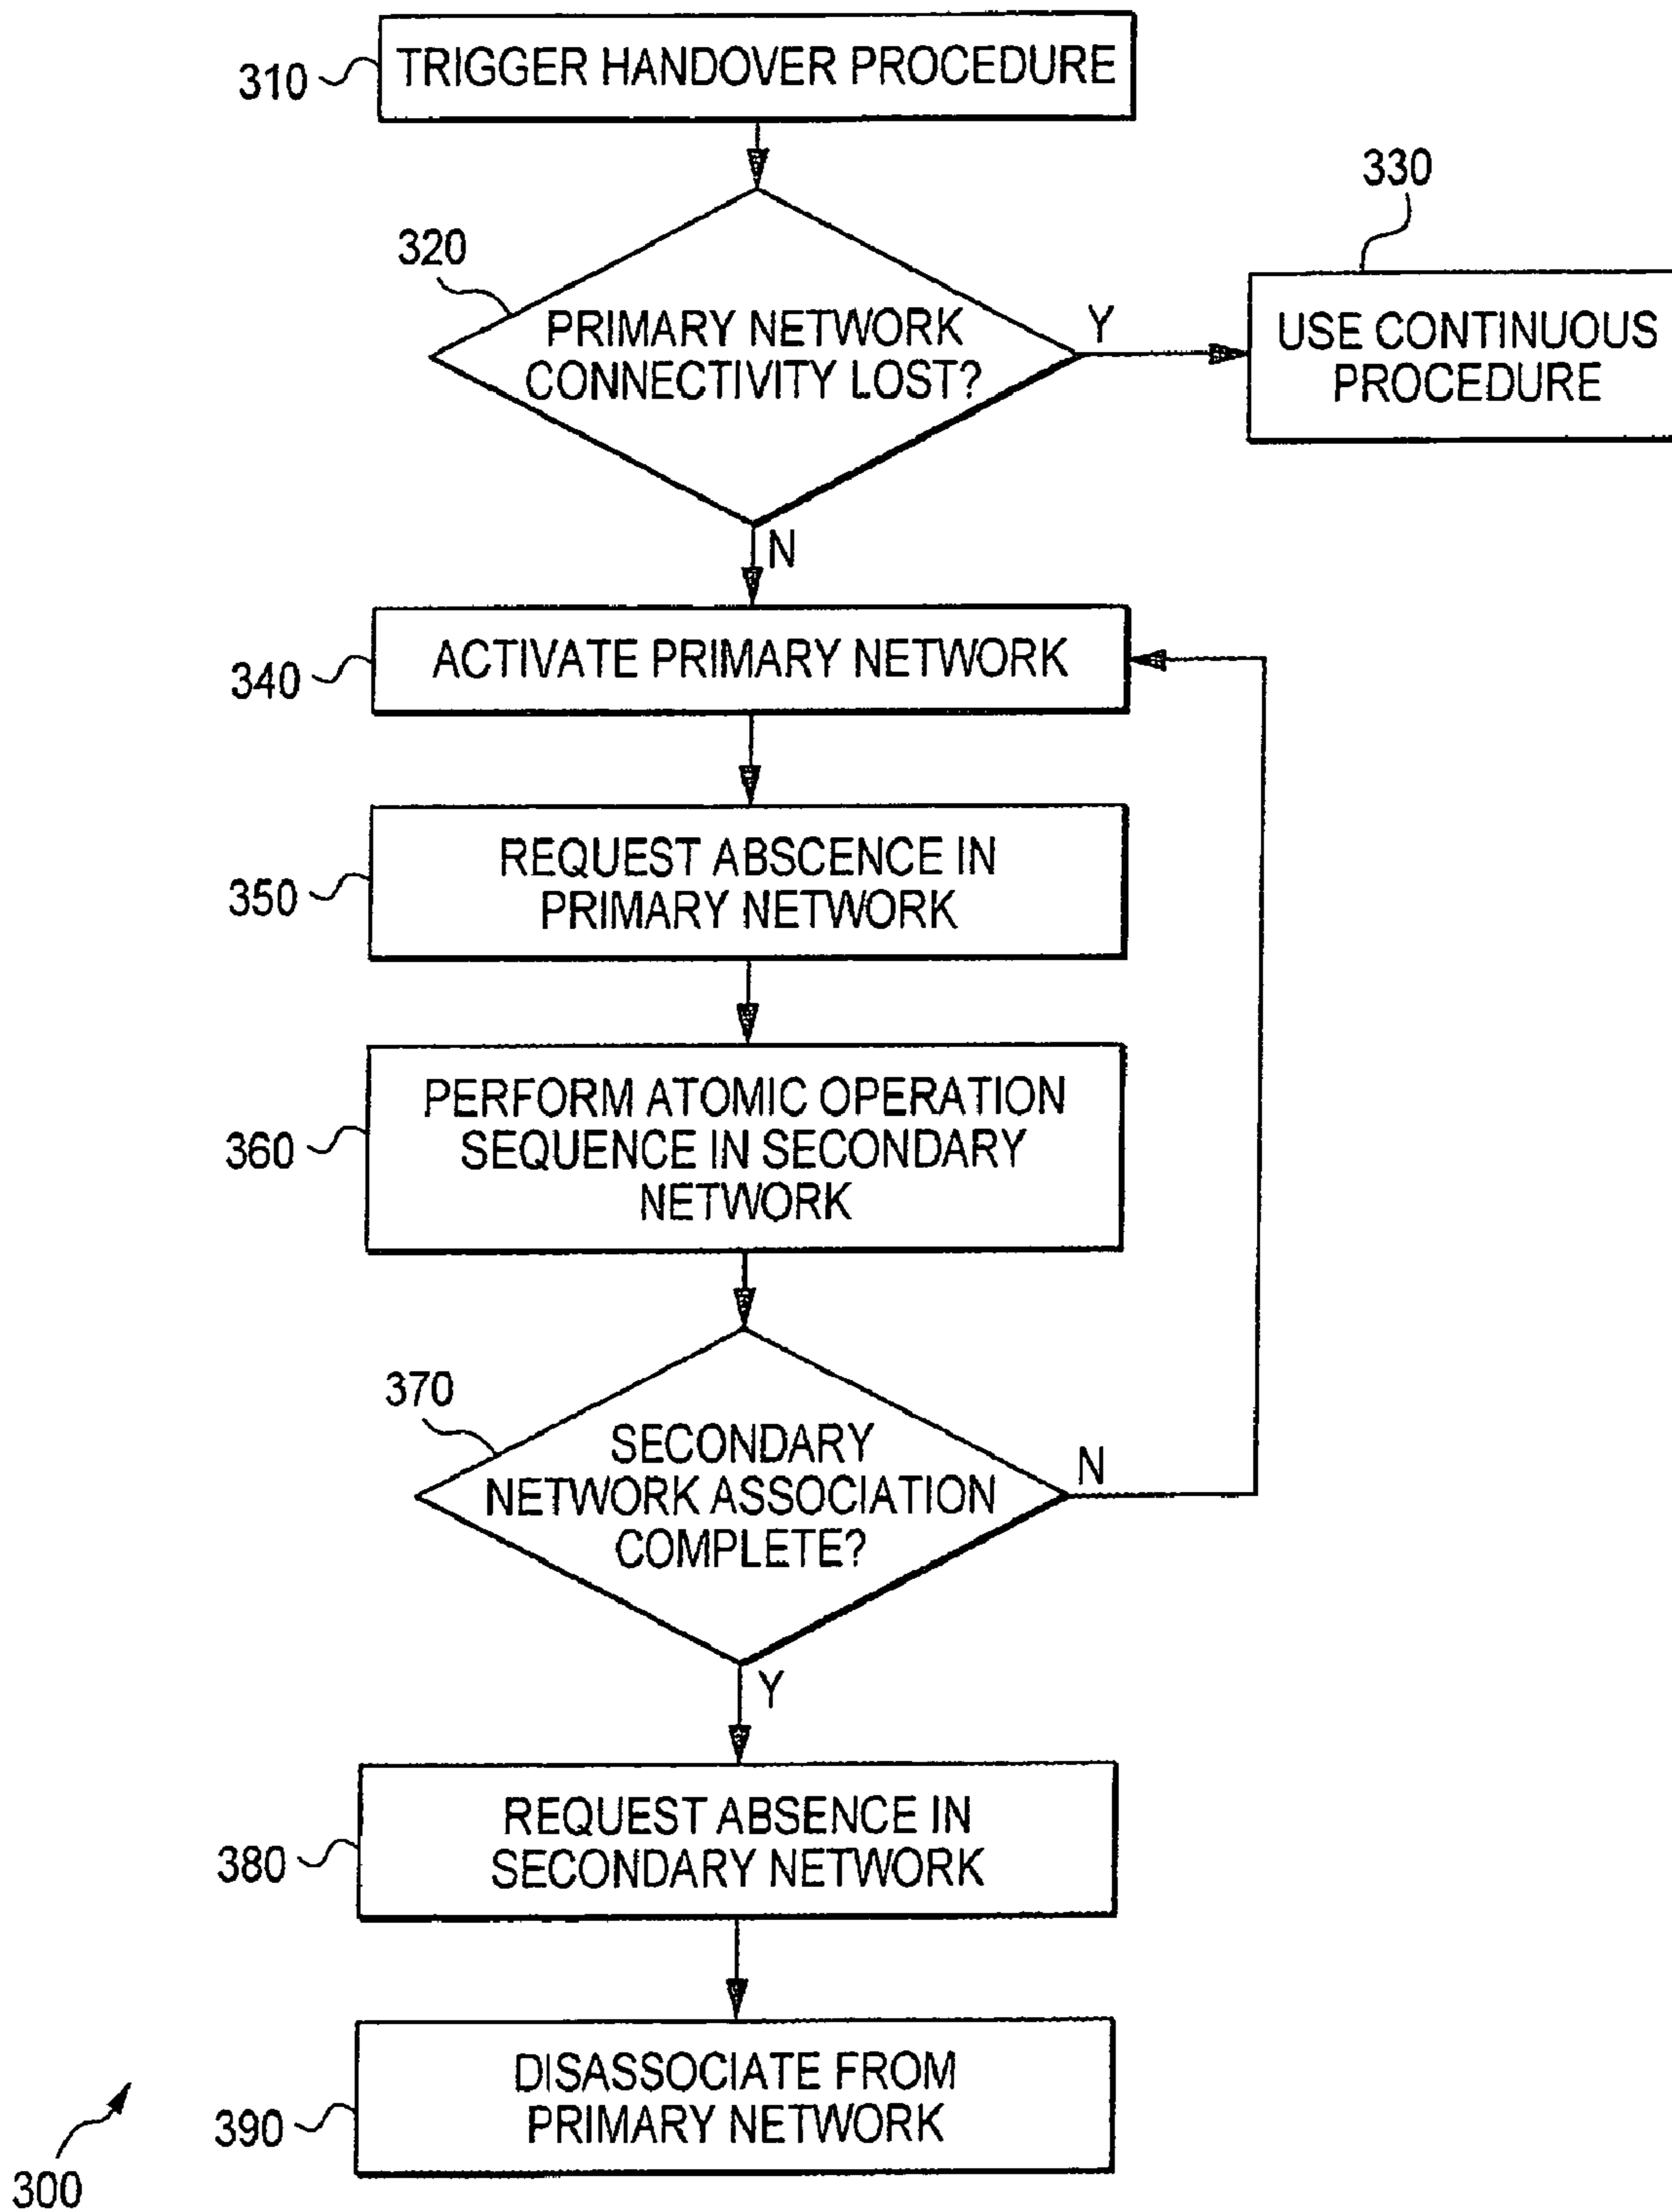 310
TRIGGER HANDOVER PROCEDURE
330
320
PRIMARY NETWORK
CONNECTIVITY LOST?
Y
USE CONTINUOUS
PROCEDURE
N
340
ACTIVATE PRIMARY NETWORK
350
REQUEST ABSCENCE IN
PRIMARY NETWORK
360
PERFORM ATOMIC OPERATION
SEQUENCE IN SECONDARY
NETWORK
370
SECONDARY
NETWORK ASSOCIATION
COMPLETE?
N
Y
380
REQUEST ABSENCE IN
SECONDARY NETWORK
390
DISASSOCIATE FROM
PRIMARY NETWORK
300